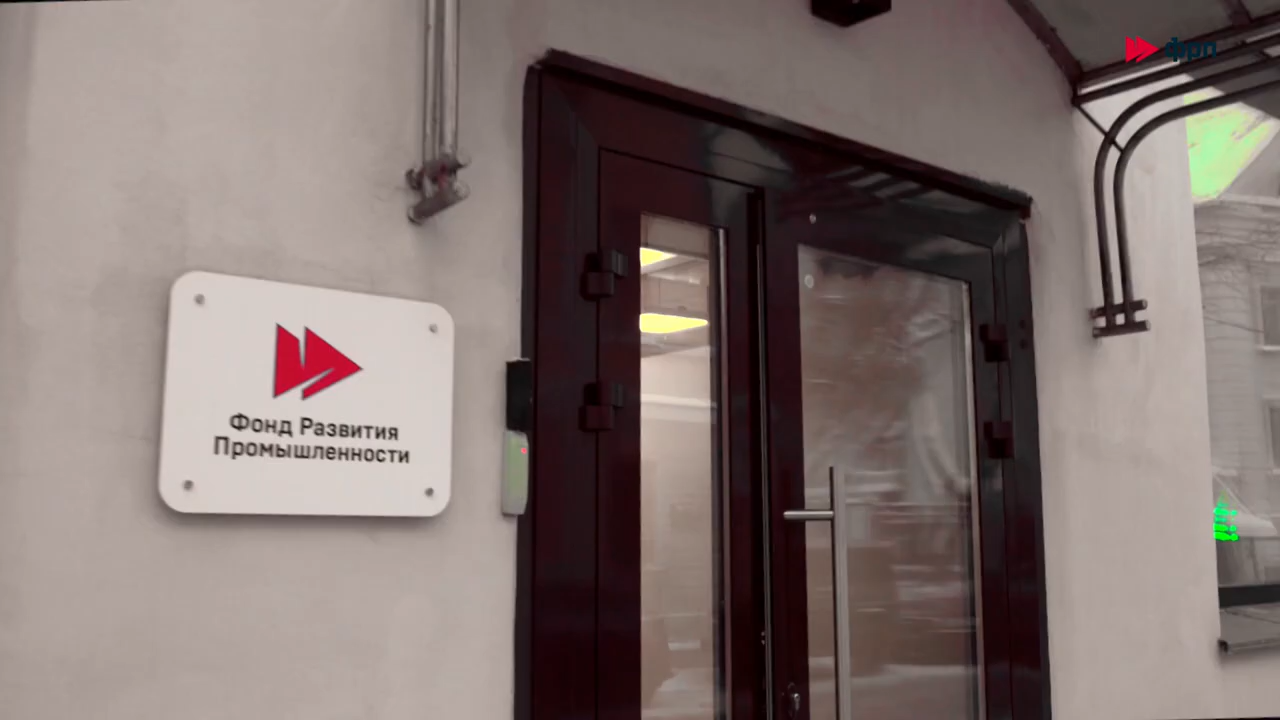 фрп
Фонд Развития
Промышленности